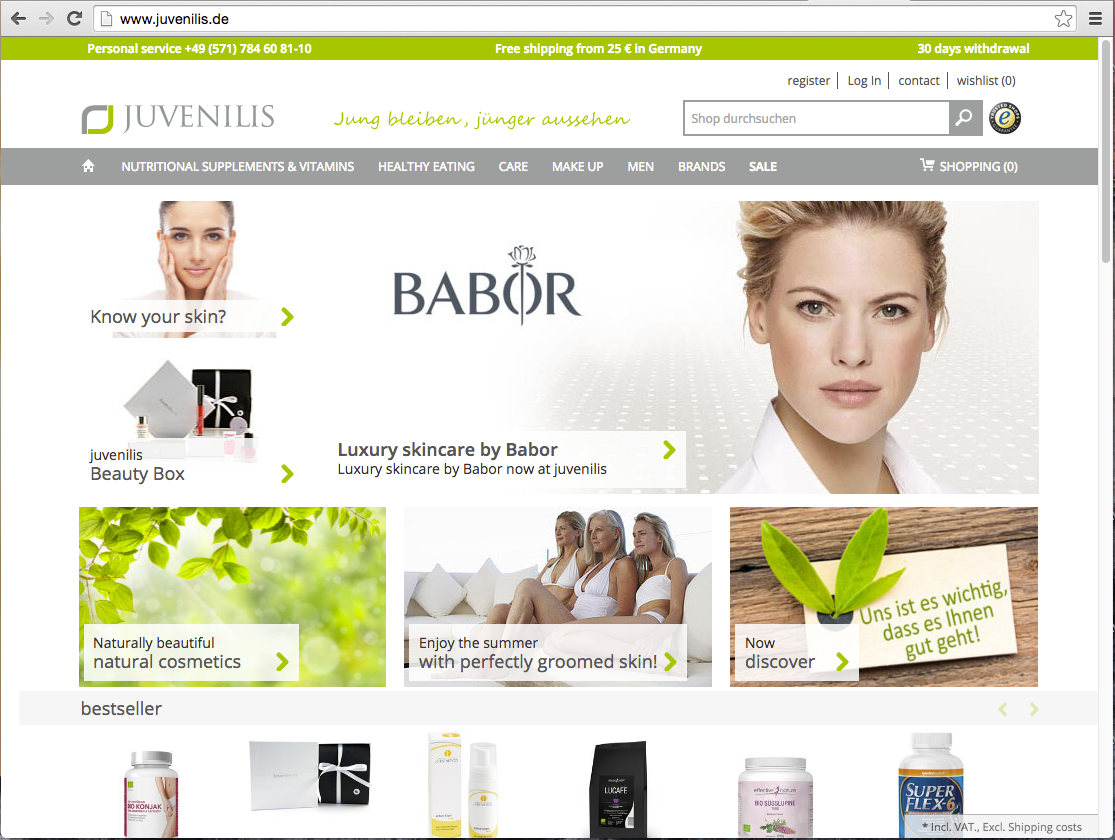 www.juvenilis.de
Personal service +49 (571) 784 60 81-10
Free shipping from 25 € in Germany
30 days withdrawal
register
Log In
contact
wishlist (0)
JUVENILIS
Jung bleiben, jünger aussehen
Shop durchsuchen
NUTRITIONAL SUPPLEMENTS & VITAMINS
HEALTHY EATING
CARE
MAKE UP
MEN
BRANDS
SALE
SHOPPING (0)
Know your skin?
BABOR
juvenilis
Beauty Box
Luxury skincare by Babor
Luxury skincare by Babor now at juvenilis
Naturally beautiful
natural cosmetics
Enjoy the summer
with perfectly groomed skin!
Uns ist es wichtig,
dass es Ihnen
gut geht!
Now
discover
bestseller
BIO KONJAK
LUCAFE
effective nature
BIO SÜSSLUPINE
SUPER
FLEX-6
* Incl. VAT., Excl. Shipping costs